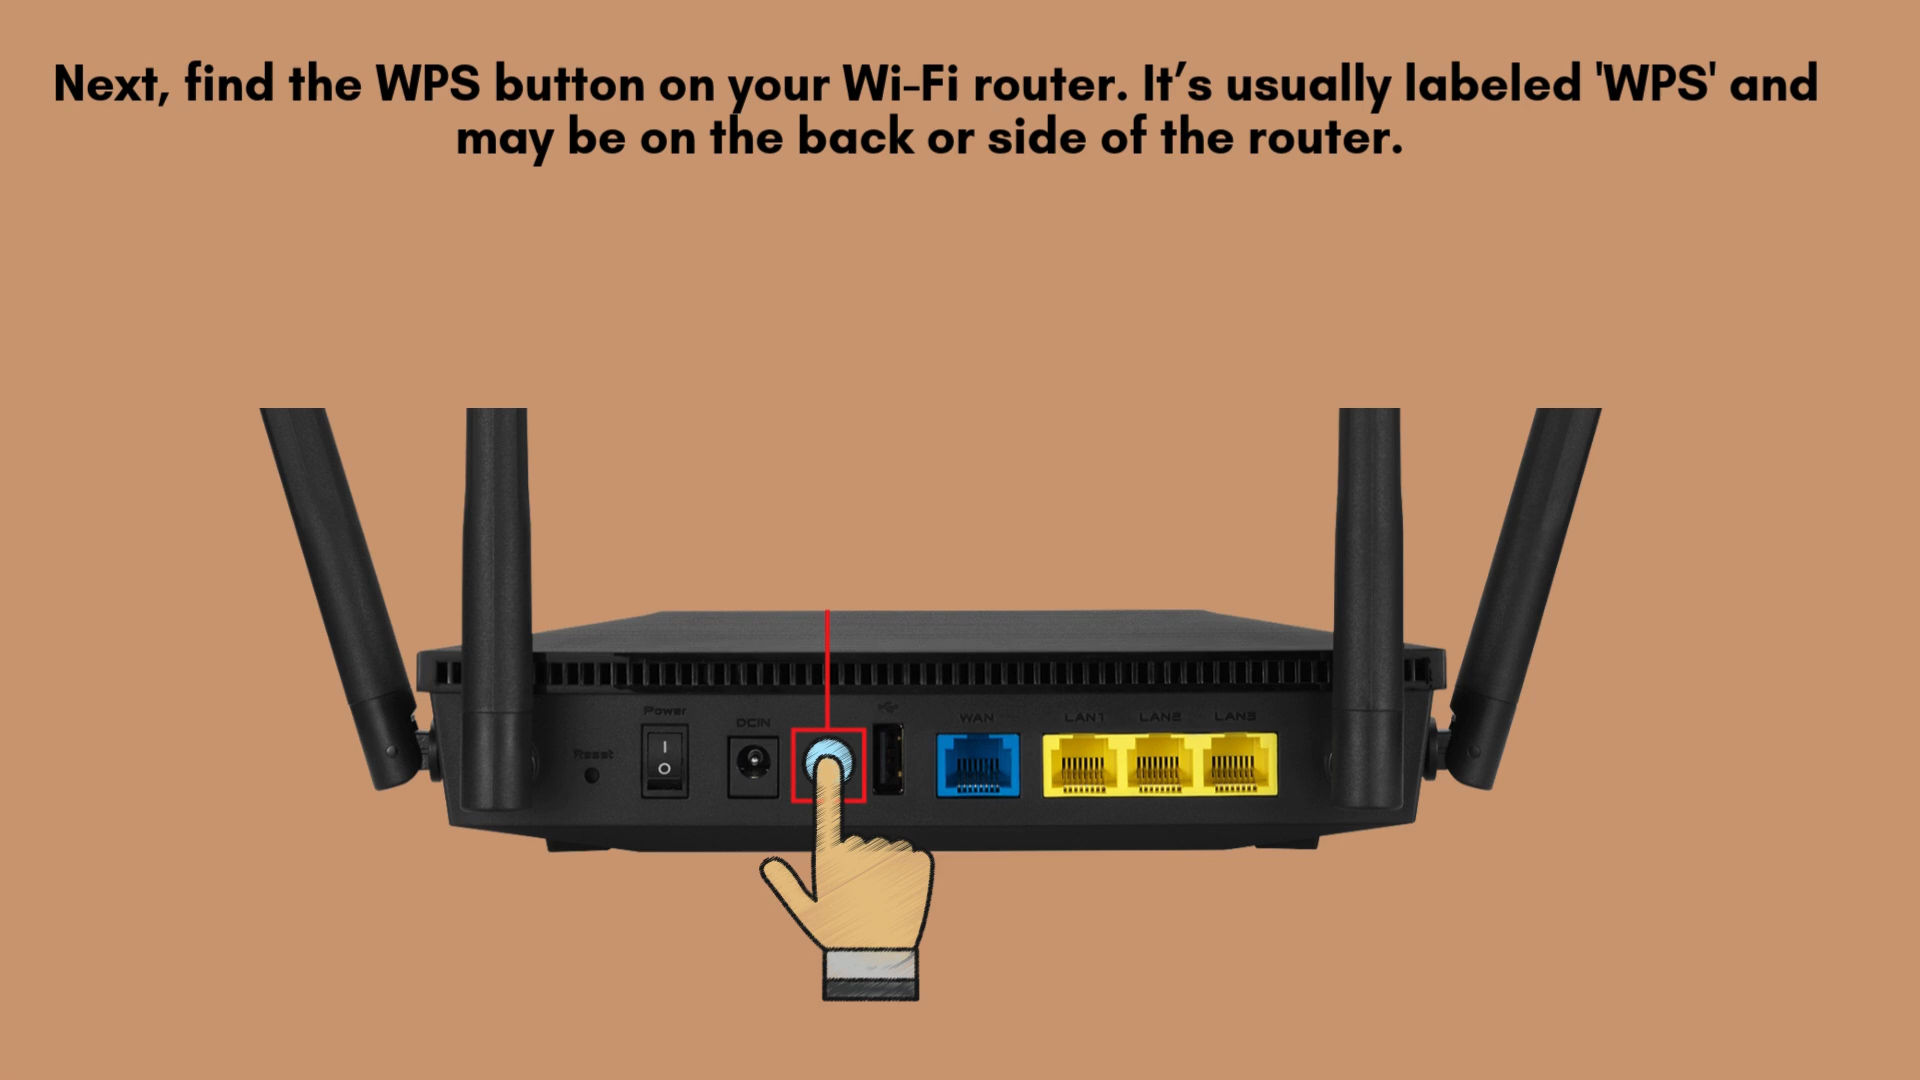 Next, find the WPS button on your Wi-Fi router. It’s usually labeled 'WPS' and
may be on the back or side of the router.
Power
DCIN
WAN
LAN1
LAN2
LAN3
Reset
I
O